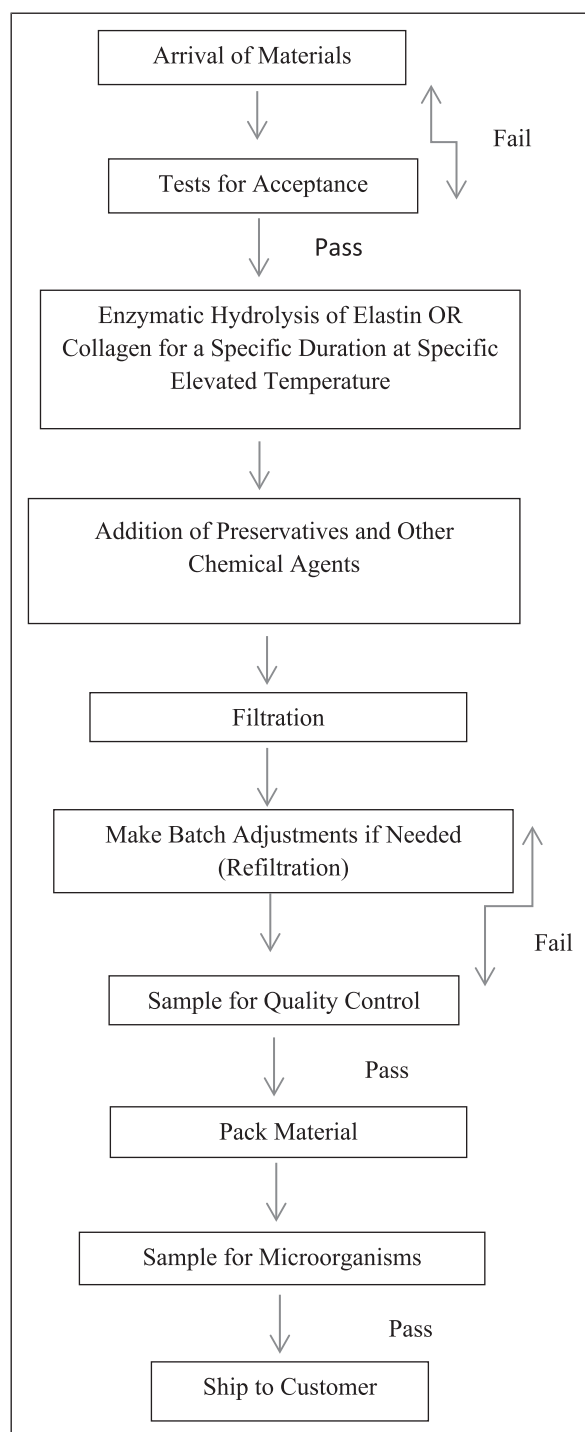 Arrival of Materials
Fail
Tests for Acceptance
Pass
Enzymatic Hydrolysis of Elastin OR
Collagen for a Specific Duration at Specific
Elevated Temperature
Addition of Preservatives and Other
Chemical Agents
Filtration
Make Batch Adjustments if Needed
(Refiltration)
Fail
Sample for Quality Control
Pass
Pack Material
Sample for Microorganisms
Pass
Ship to Customer